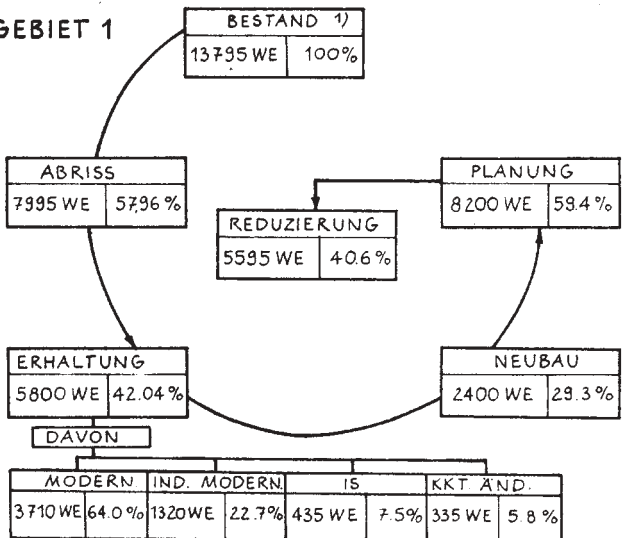 GEBIET 1
BESTAND 1)
13795 WE 100%
ABRISS
7995 WE 57,96%
PLANUNG
8200 WE 59.4%
REDUZIERUNG
5595 WE 40.6%
ERHALTUNG
5800 WE 42.04%
NEUBAU
2400 WE 29.3%
DAVON
MODERN. IND. MODERN. IS KKT. ÄND.
3710 WE 64.0% 1320 WE 22.7% 435 WE 7.5% 335 WE 5.8%